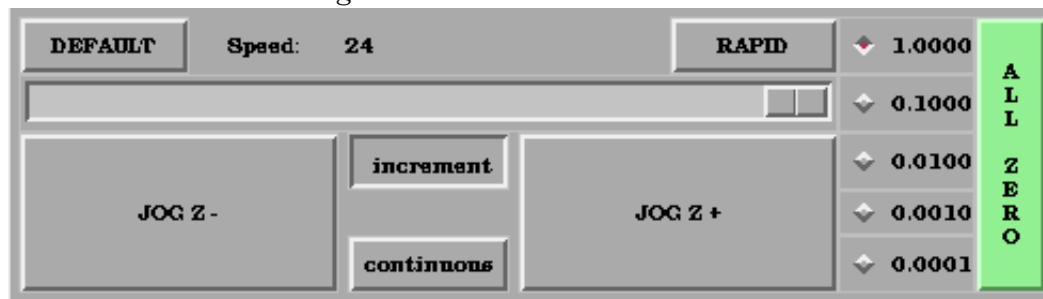 DEFAULT Speed: 24 RAPID
1.0000
0.1000
0.0100
0.0010
0.0001
increment
JOG Z - JOG Z +
continuous
ALL ZERO